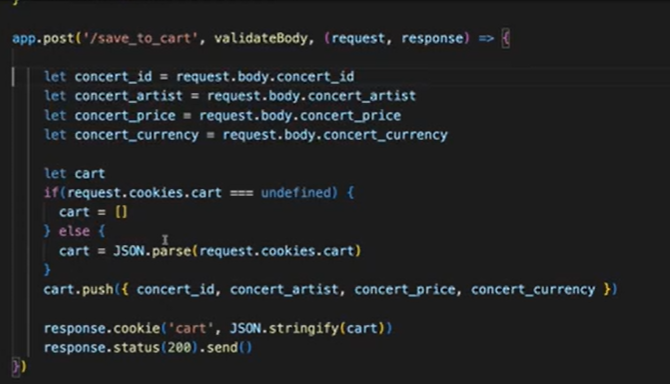 app.post('/save_to_cart', validateBody, (request, response) => {
let concert_id = request.body.concert_id
let concert_artist = request.body.concert_artist
let concert_price = request.body.concert_price
let concert_currency = request.body.concert_currency
let cart
if(request.cookies.cart === undefined) {
cart = []
} else {
cart = JSON.parse(request.cookies.cart)
}
cart.push({ concert_id, concert_artist, concert_price, concert_currency })
response.cookie('cart', JSON.stringify(cart))
response.status(200).send()
})